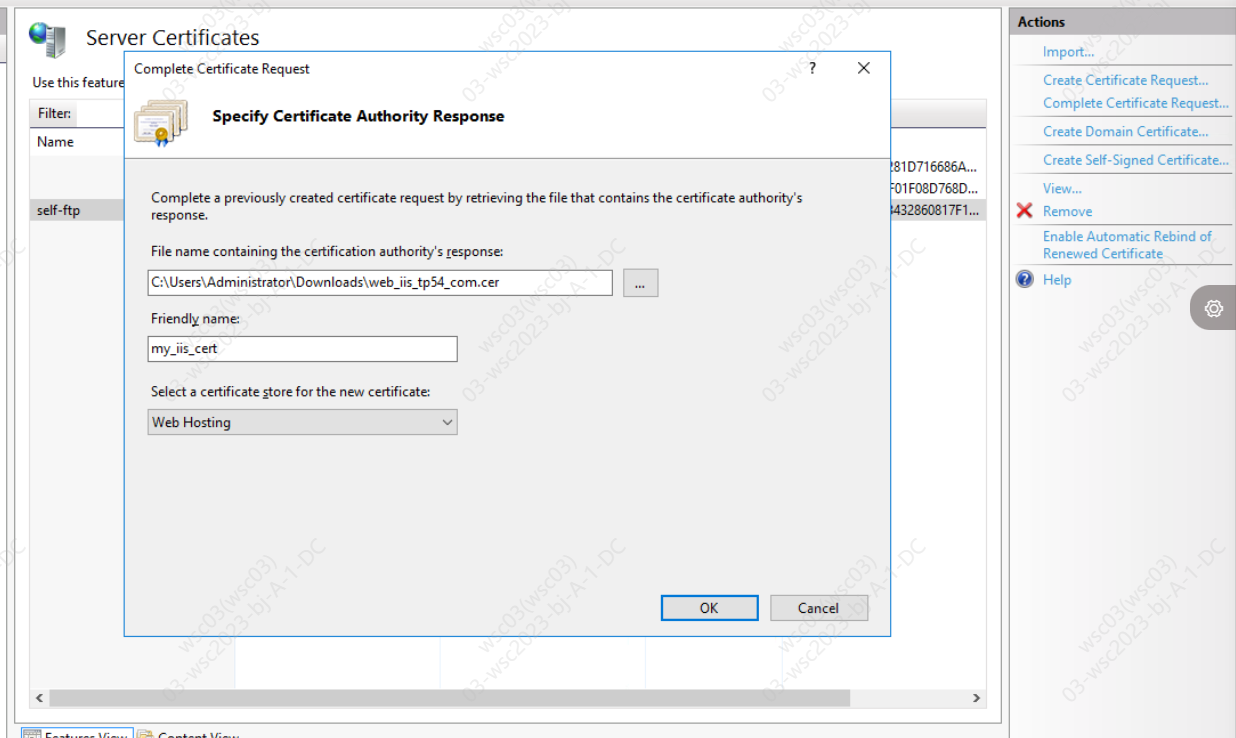 Server Certificates
Use this feature
Filter:
Name
281D716686A...
F01F08D768D...
self-ftp
3432860817F1...
Complete Certificate Request
?
Specify Certificate Authority Response
Complete a previously created certificate request by retrieving the file that contains the certificate authority's
response.
File name containing the certification authority's response:
C:\Users\Administrator\Downloads\web_iis_tp54_com.cer
...
Friendly name:
my_iis_cert
Select a certificate store for the new certificate:
Web Hosting
OK
Cancel
Features View
Content View
Actions
Import...
Create Certificate Request...
Complete Certificate Request...
Create Domain Certificate...
Create Self-Signed Certificate...
View...
Remove
Enable Automatic Rebind of
Renewed Certificate
Help
wsc03(wsc03)
03-wsc2023-bj-A-1-DC